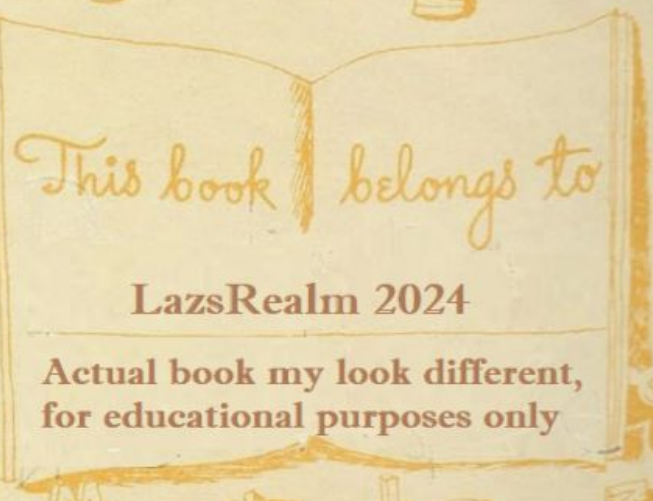 This book belongs to
LazsRealm 2024
Actual book my look different,
for educational purposes only